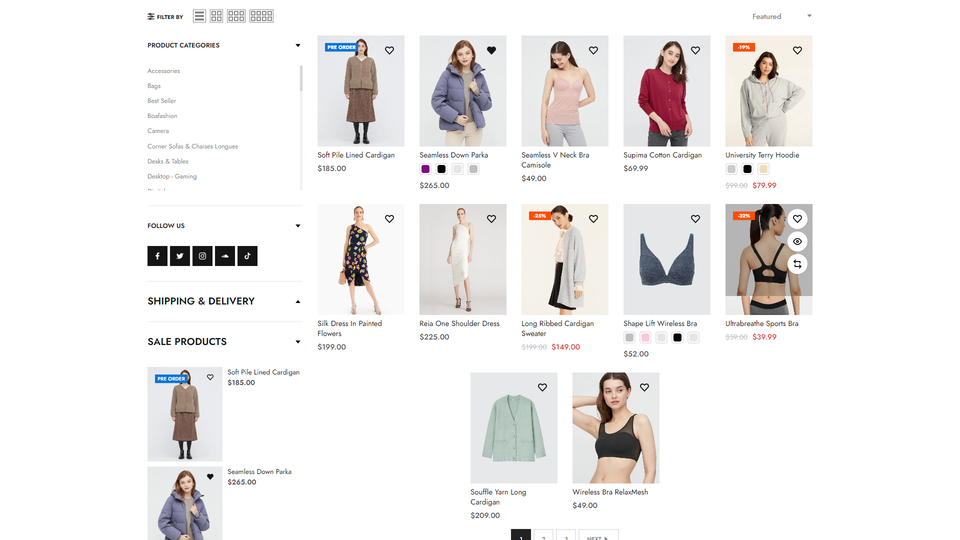 FILTER BY
Featured
PRODUCT CATEGORIES
Accessories
Bags
Best Seller
Boafashion
Camera
Corner Sofas & Chaises Longues
Desks & Tables
Desktop - Gaming
FOLLOW US
SHIPPING & DELIVERY
SALE PRODUCTS
PRE ORDER
Soft Pile Lined Cardigan
$185.00
Seamless Down Parka
$265.00
PRE ORDER
Soft Pile Lined Cardigan
$185.00
Seamless Down Parka
$265.00
Seamless V Neck Bra
Camisole
$49.00
Supima Cotton Cardigan
$69.99
-19%
University Terry Hoodie
$99.00 $79.99
Silk Dress In Painted
Flowers
$199.00
Reia One Shoulder Dress
$225.00
-25%
Long Ribbed Cardigan
Sweater
$199.00 $149.00
Shape Lift Wireless Bra
$52.00
-32%
Ultrabreathe Sports Bra
$59.00 $39.99
Souffle Yarn Long
Cardigan
$209.00
Wireless Bra RelaxMesh
$49.00
1 2 3 NEXT